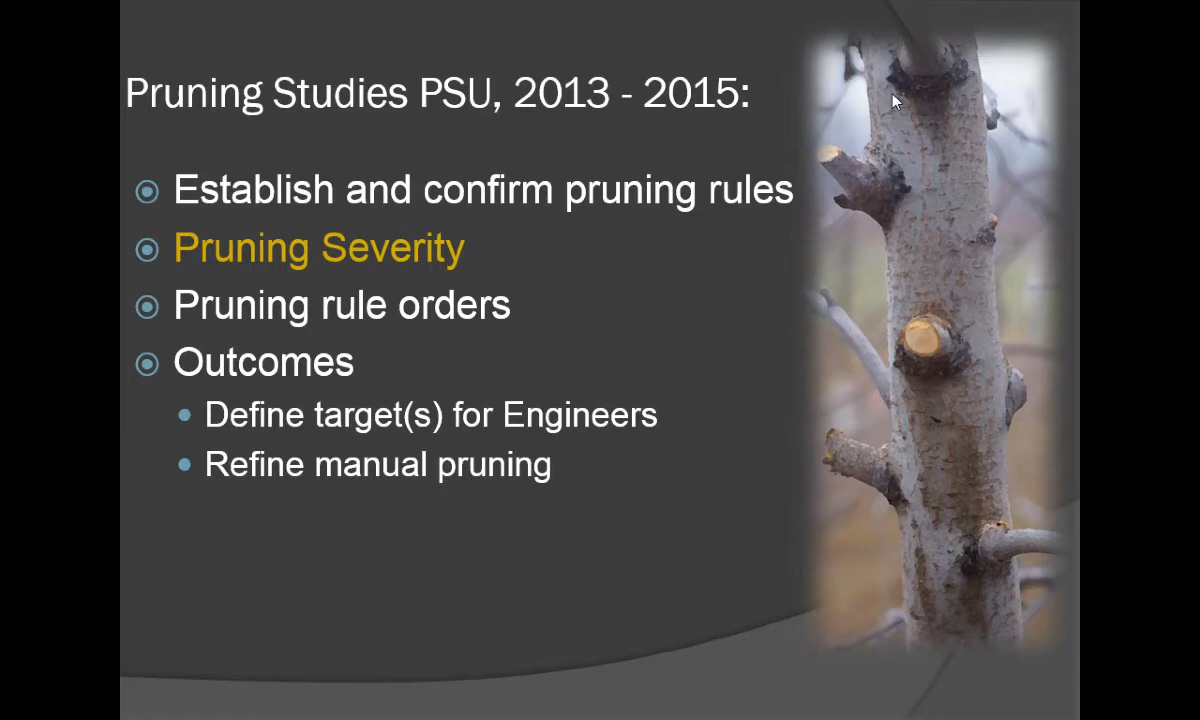 Pruning Studies PSU, 2013 - 2015:
Establish and confirm pruning rules
Pruning Severity
Pruning rule orders
Outcomes
Define target(s) for Engineers
Refine manual pruning